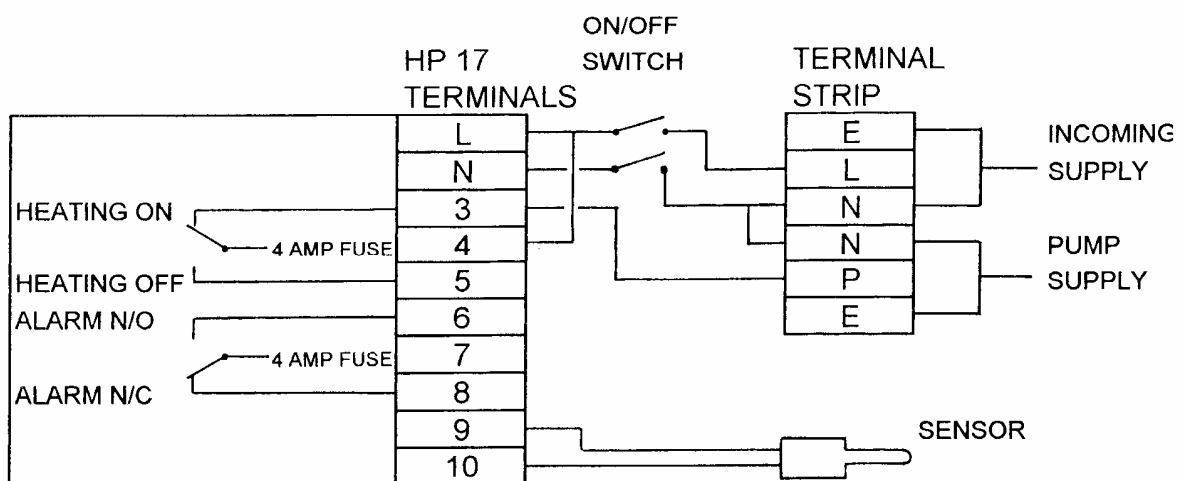 ON/OFF
SWITCH
HP 17
TERMINALS
TERMINAL
STRIP
L
N
3
4
5
6
7
8
9
10
E
L
N
N
P
E
INCOMING
SUPPLY
PUMP
SUPPLY
HEATING ON
4 AMP FUSE
HEATING OFF
ALARM N/O
4 AMP FUSE
ALARM N/C
SENSOR